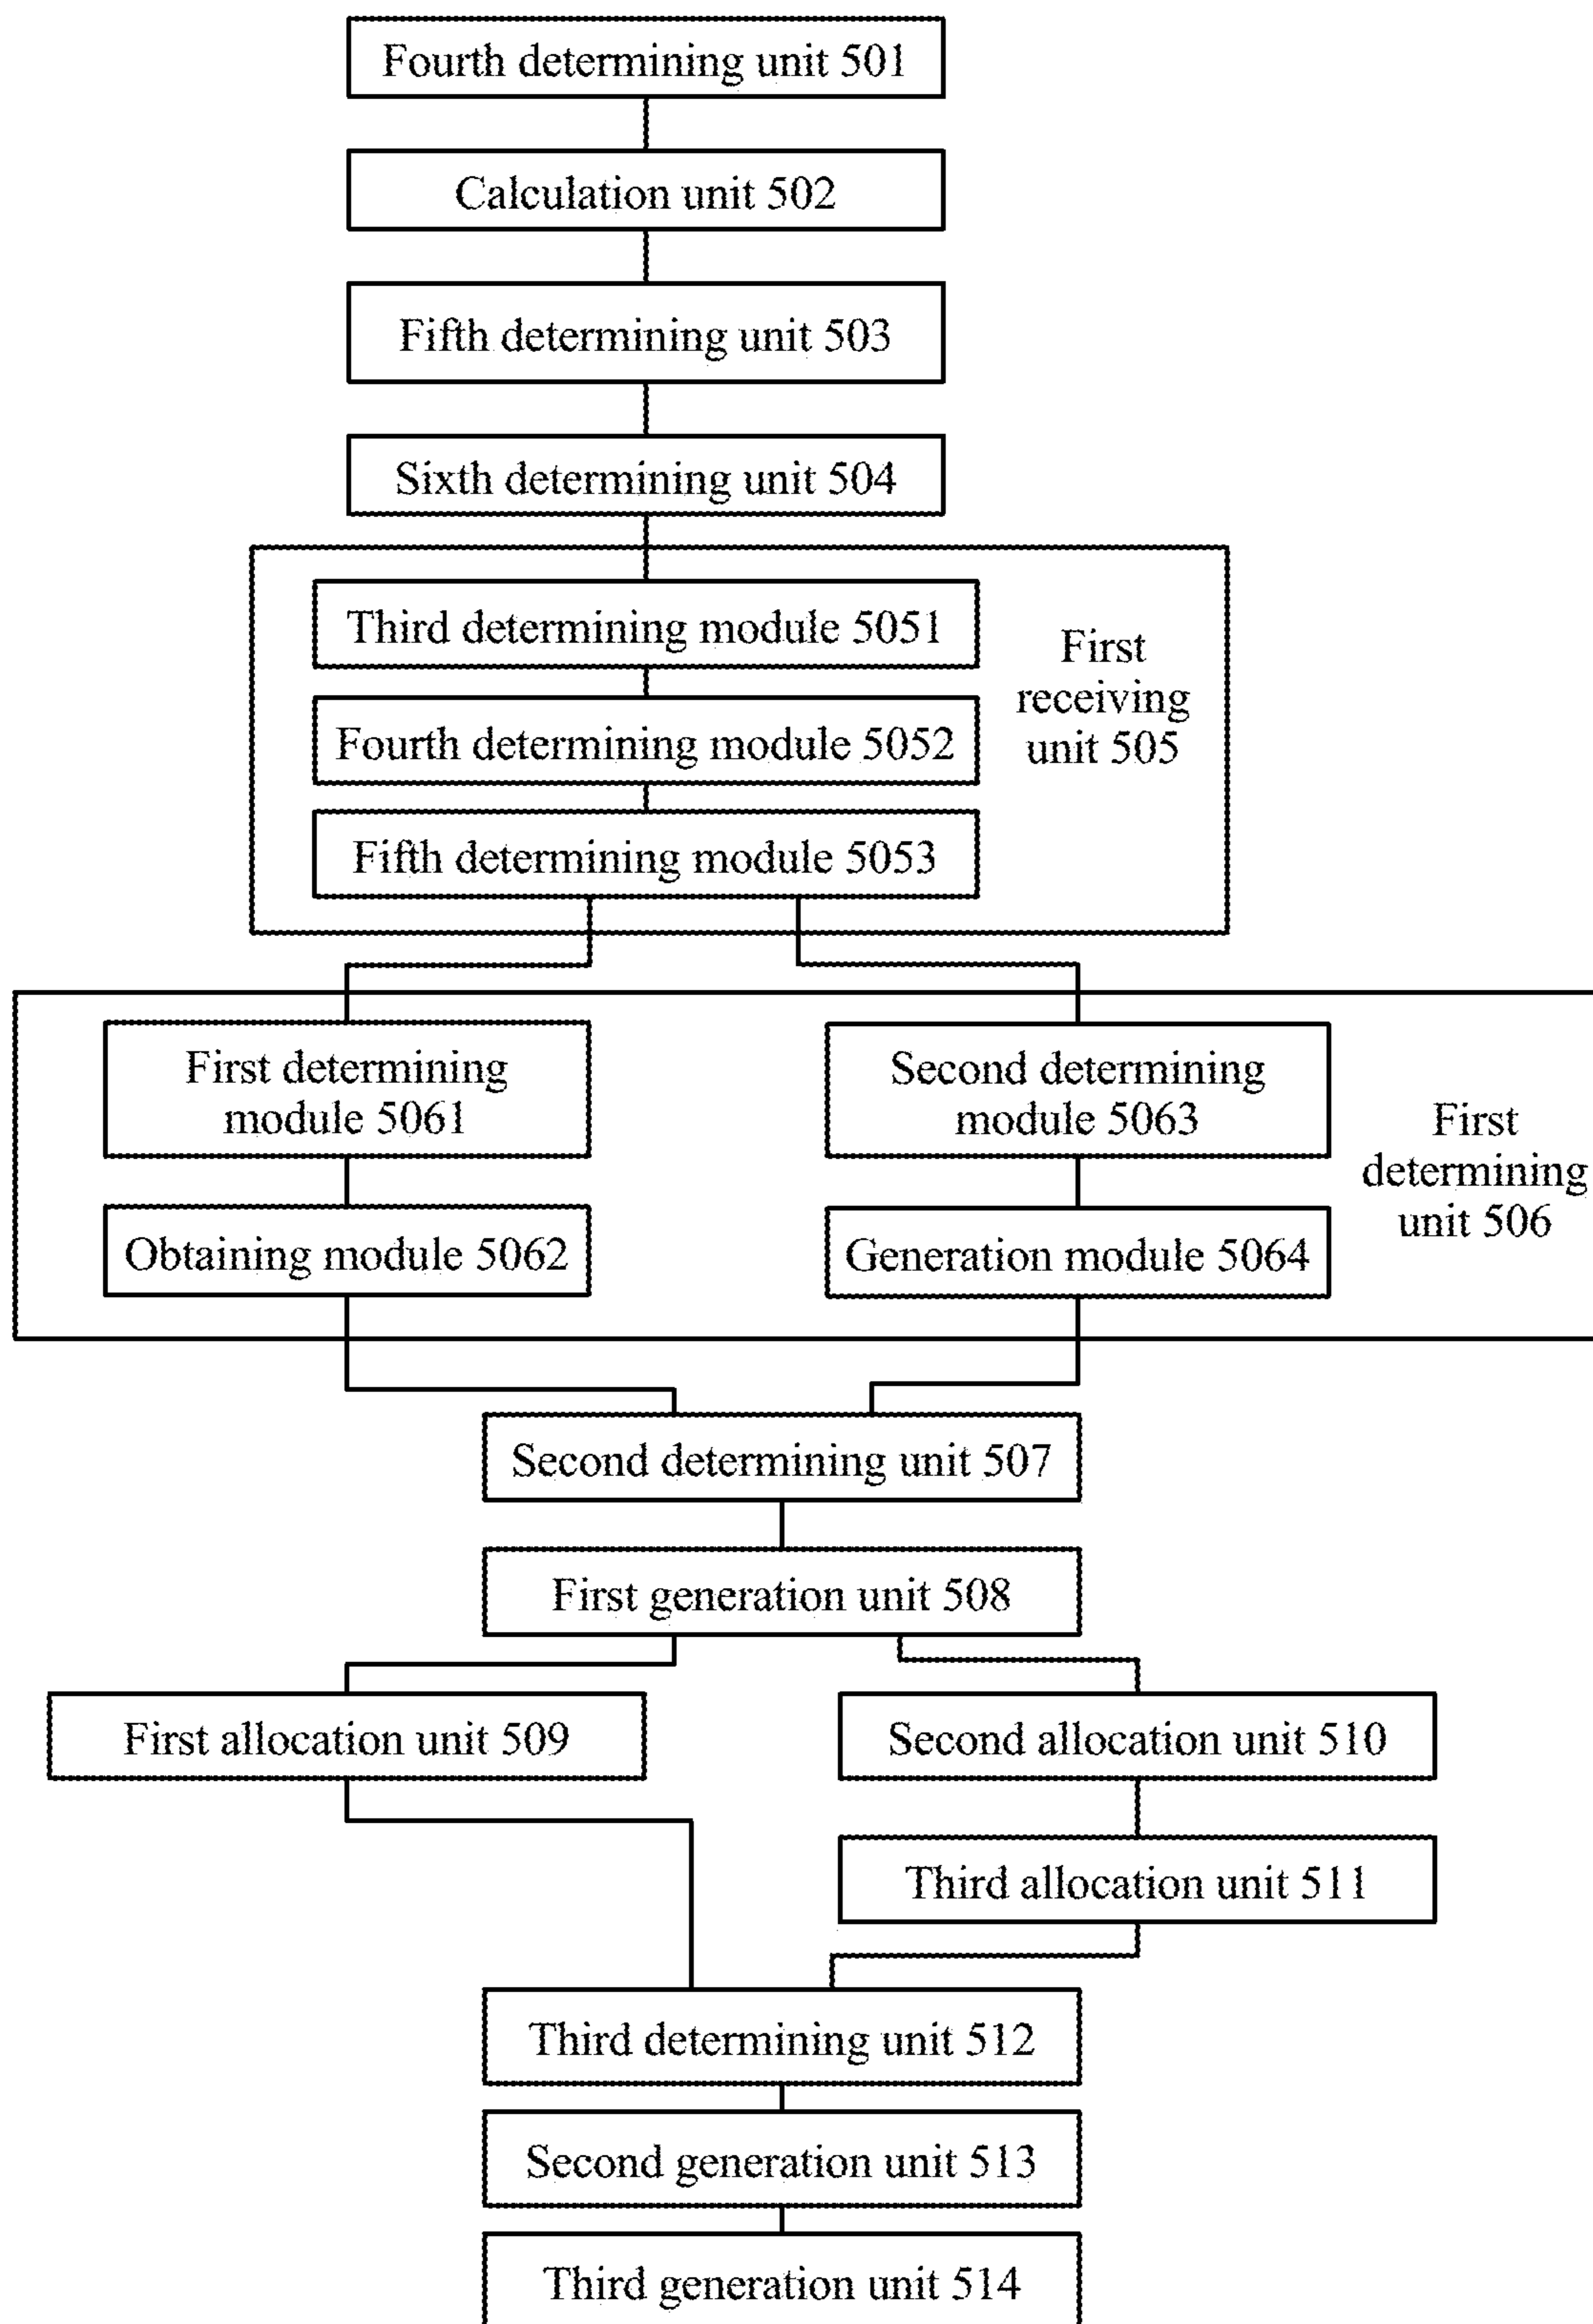 Fourth determining unit 501
Calculation unit 502
Fifth determining unit 503
Sixth determining unit 504
Third determining module 5051
Fourth determining module 5052
Fifth determining module 5053
First
receiving
unit 505
First determining
module 5061
Obtaining module 5062
Second determining
module 5063
Generation module 5064
First
determining
unit 506
Second determining unit 507
First generation unit 508
First allocation unit 509
Second allocation unit 510
Third allocation unit 511
Third determining unit 512
Second generation unit 513
Third generation unit 514